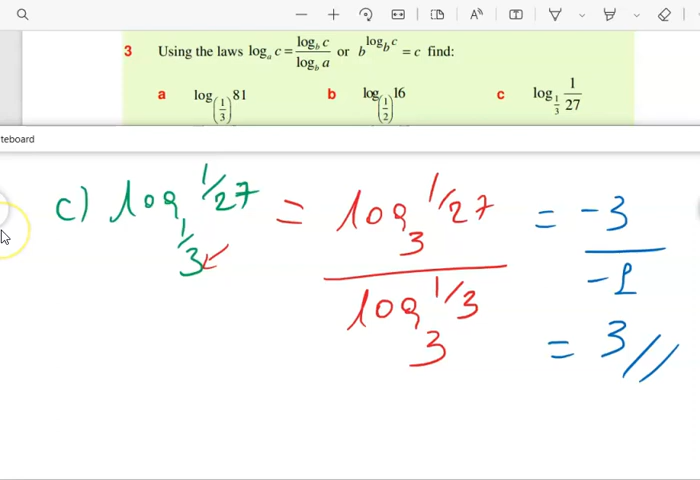 3 Using the laws logₐ c = log_b c / log_b a or b^(log_b c) = c find:
a log_(1/3) 81 b log_(1/2) 16 c log_(1/3) 1/27
teboard
c) log_(1/3) 1/27 = log_3 1/27 / log_3 1/3 = -3 / -1
= 3 //